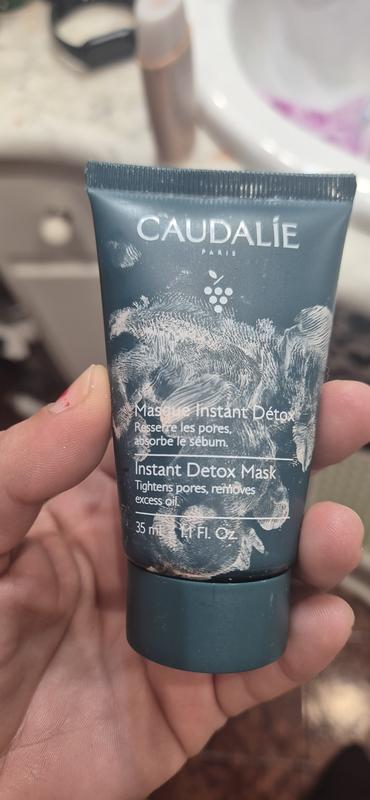 CAUDALÍE
PARIS
Masque Instant Détox
Resserre les pores,
absorbe le sébum.
Instant Detox Mask
Tightens pores, removes
excess oil.
35 ml 1.1 Fl. Oz